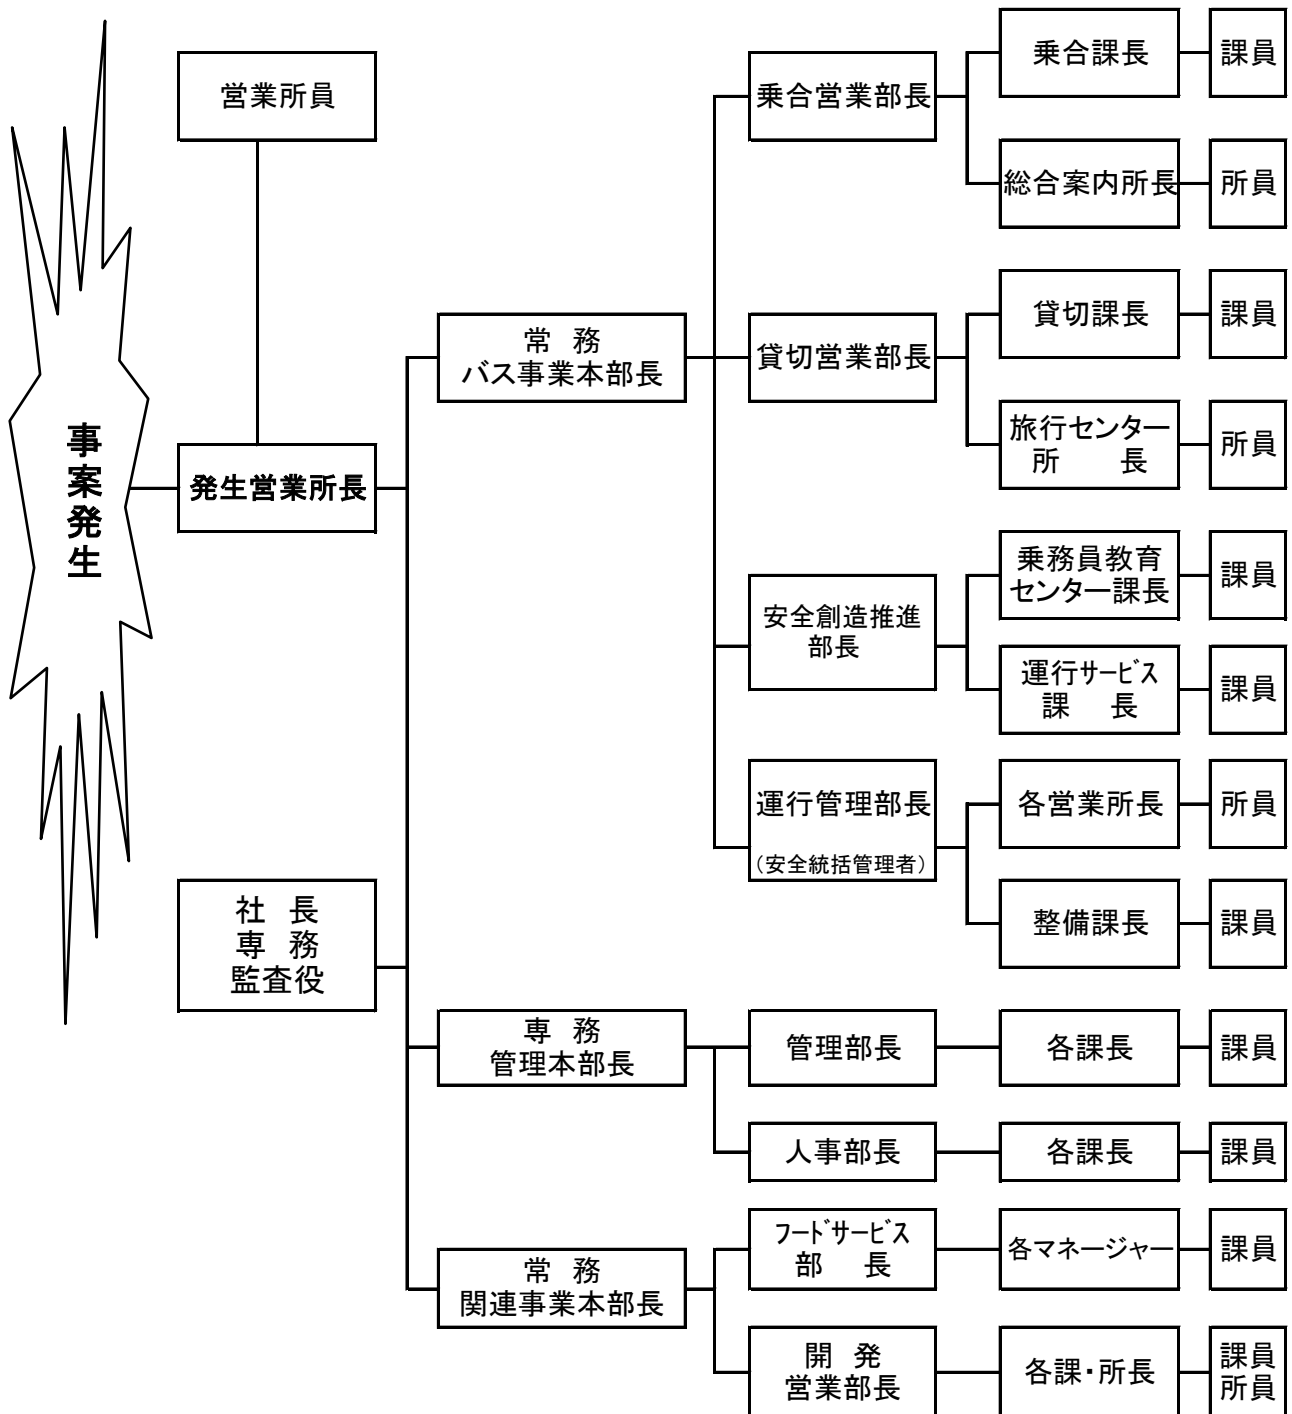 事案発生
営業所員
発生営業所長
社　長
専　務
監査役
常　務
バス事業本部長
専　務
管理本部長
常　務
関連事業本部長
乗合営業部長
乗合課長
課員
総合案内所長
所員
貸切営業部長
貸切課長
課員
旅行センター
所　　長
所員
安全創造推進
部長
乗務員教育
センター課長
課員
運行サービス
課　長
課員
運行管理部長
（安全統括管理者）
各営業所長
所員
整備課長
課員
管理部長
各課長
課員
人事部長
各課長
課員
フードサービス
部　長
各マネージャー
課員
開　発
営業部長
各課・所長
課員
所員